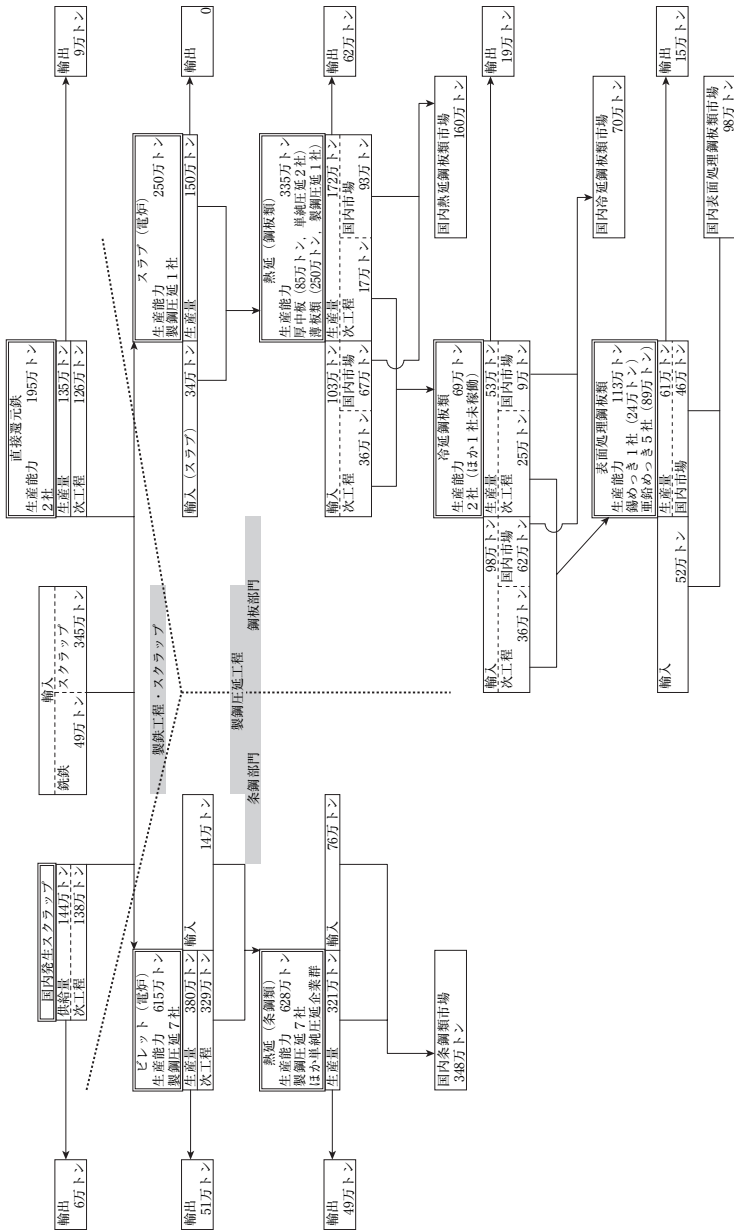 国内発生スクラップ
供給量 144万トン
次工程 138万トン
輸出
6万トン
輸入
銑鉄 スクラップ
49万トン 345万トン
直接還元鉄
生産能力 195万トン
2社
生産量 135万トン
次工程 126万トン
輸出
9万トン
製鉄工程・スクラップ
製鋼圧延工程
条鋼部門 鋼板部門
ビレット（電炉）
生産能力 615万トン
製鋼圧延7社
生産量 380万トン
次工程 329万トン
輸入
14万トン
輸出
51万トン
熱延（条鋼類）
生産能力 628万トン
製鋼圧延7社
ほか単純圧延企業群
生産量 321万トン
輸入 76万トン
輸出
49万トン
国内条鋼類市場
348万トン
スラブ（電炉）
生産能力 250万トン
製鋼圧延1社
生産量 150万トン
輸入（スラブ） 34万トン
輸出
0
熱延（鋼板類）
生産能力 335万トン
厚中板（85万トン，単純圧延2社）
薄板類（250万トン，製鋼圧延1社）
輸入 103万トン
次工程 国内市場
36万トン 67万トン
生産量 172万トン
次工程 国内市場
17万トン 93万トン
輸出
62万トン
国内熱延鋼板類市場
160万トン
冷延鋼板類
生産能力 69万トン
2社（ほか1社未稼働）
輸入 98万トン
次工程 国内市場
36万トン 62万トン
生産量 53万トン
次工程 国内市場
25万トン 9万トン
輸出
19万トン
国内冷延鋼板類市場
70万トン
表面処理鋼板類
生産能力 113万トン
錫めっき1社（24万トン）
亜鉛めっき5社（89万トン）
輸入 52万トン
生産量 61万トン
国内市場 46万トン
輸出
15万トン
国内表面処理鋼板類市場
98万トン